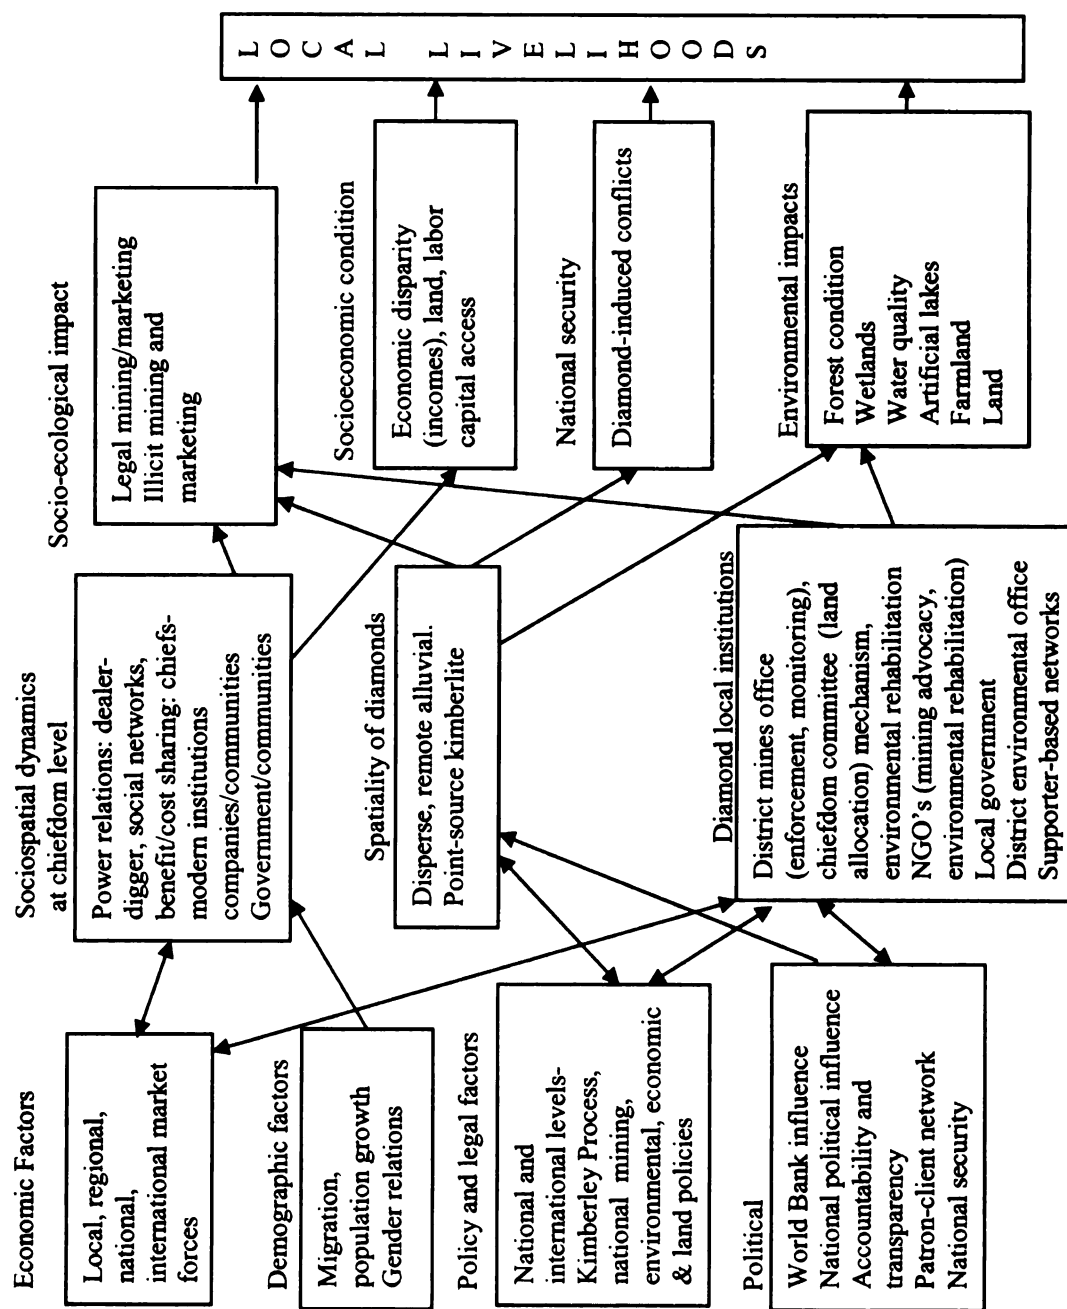 Economic Factors
Local, regional,
national,
international market
forces
Demographic factors
Migration,
population growth
Gender relations
Policy and legal factors
National and
international levels-
Kimberley Process,
national mining,
environmental, economic
& land policies
Political
World Bank influence
National political influence
Accountability and
transparency
Patron-client network
National security
Sociospatial dynamics
at chiefdom level
Power relations: dealer-
digger, social networks,
benefit/cost sharing: chiefs-
modern institutions
companies/communities
Government/communities
Spatiality of diamonds
Disperse, remote alluvial.
Point-source kimberlite
Diamond local institutions
District mines office
(enforcement, monutoring),
chiefdom committee (land
allocation) mechanism,
environmental rehabilitation
NGO's (mining advocacy,
environmental rehabilitation)
Local government
District environmental office
Supporter-based networks
Socio-ecological impact
Legal mining/marketing
Illicit mining and
marketing
Socioeconomic condition
Economic disparity
(incomes), land, labor
capital access
National security
Diamond-induced conflicts
Environmental impacts
Forest condition
Wetlands
Water quality
Artificial lakes
Farmland
Land
LOCAL LIVELIHOODS